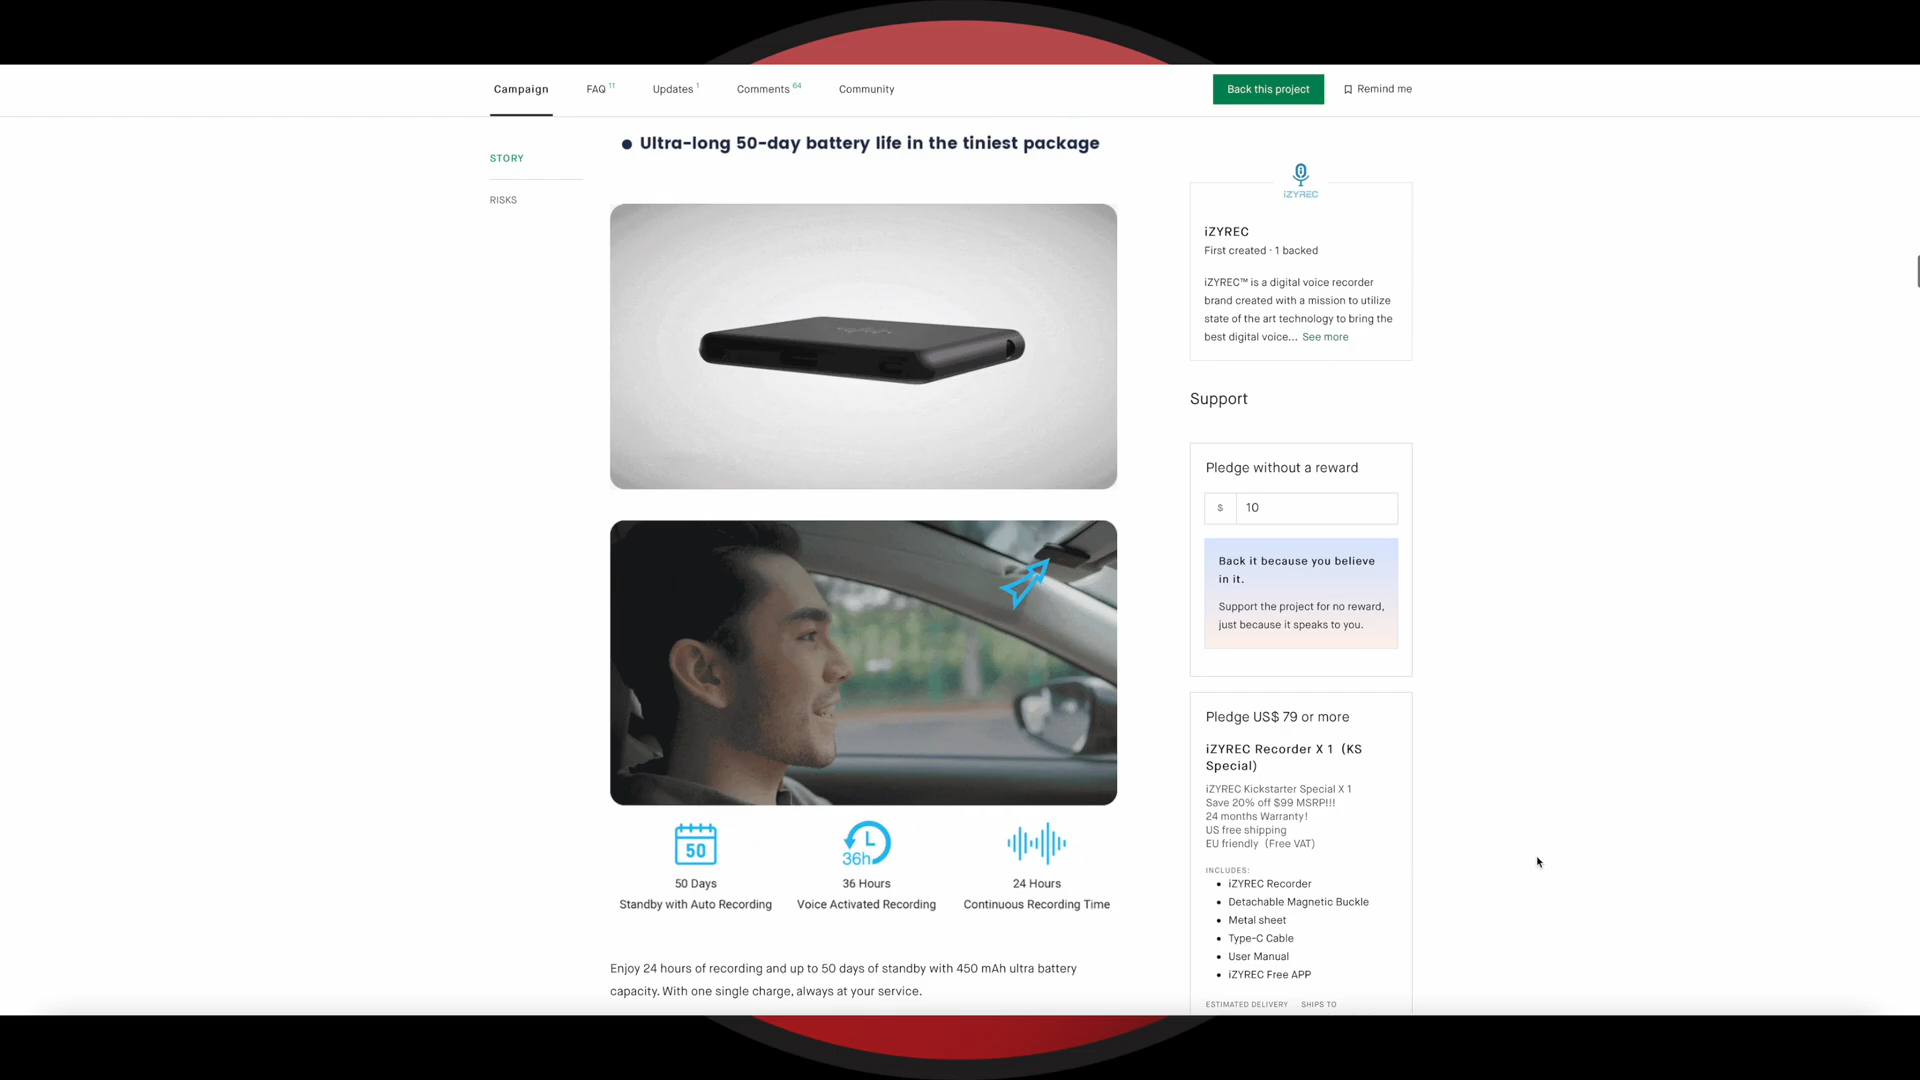 Campaign
FAQ 11
Updates 1
Comments 64
Community
Back this project
Remind me
STORY
RISKS
● Ultra-long 50-day battery life in the tiniest package
50
36h
50 Days
36 Hours
24 Hours
Standby with Auto Recording
Voice Activated Recording
Continuous Recording Time
Enjoy 24 hours of recording and up to 50 days of standby with 450 mAh ultra battery
capacity. With one single charge, always at your service.
iZYREC
iZYREC
First created · 1 backed
iZYREC™ is a digital voice recorder
brand created with a mission to utilize
state of the art technology to bring the
best digital voice... See more
Support
Pledge without a reward
$ 10
Back it because you believe
in it.
Support the project for no reward,
just because it speaks to you.
Pledge US$ 79 or more
iZYREC Recorder X 1（KS
Special)
iZYREC Kickstarter Special X 1
Save 20% off $99 MSRP!!!
24 months Warranty!
US free shipping
EU friendly（Free VAT)
INCLUDES:
• iZYREC Recorder
• Detachable Magnetic Buckle
• Metal sheet
• Type-C Cable
• User Manual
• iZYREC Free APP
ESTIMATED DELIVERY
SHIPS TO